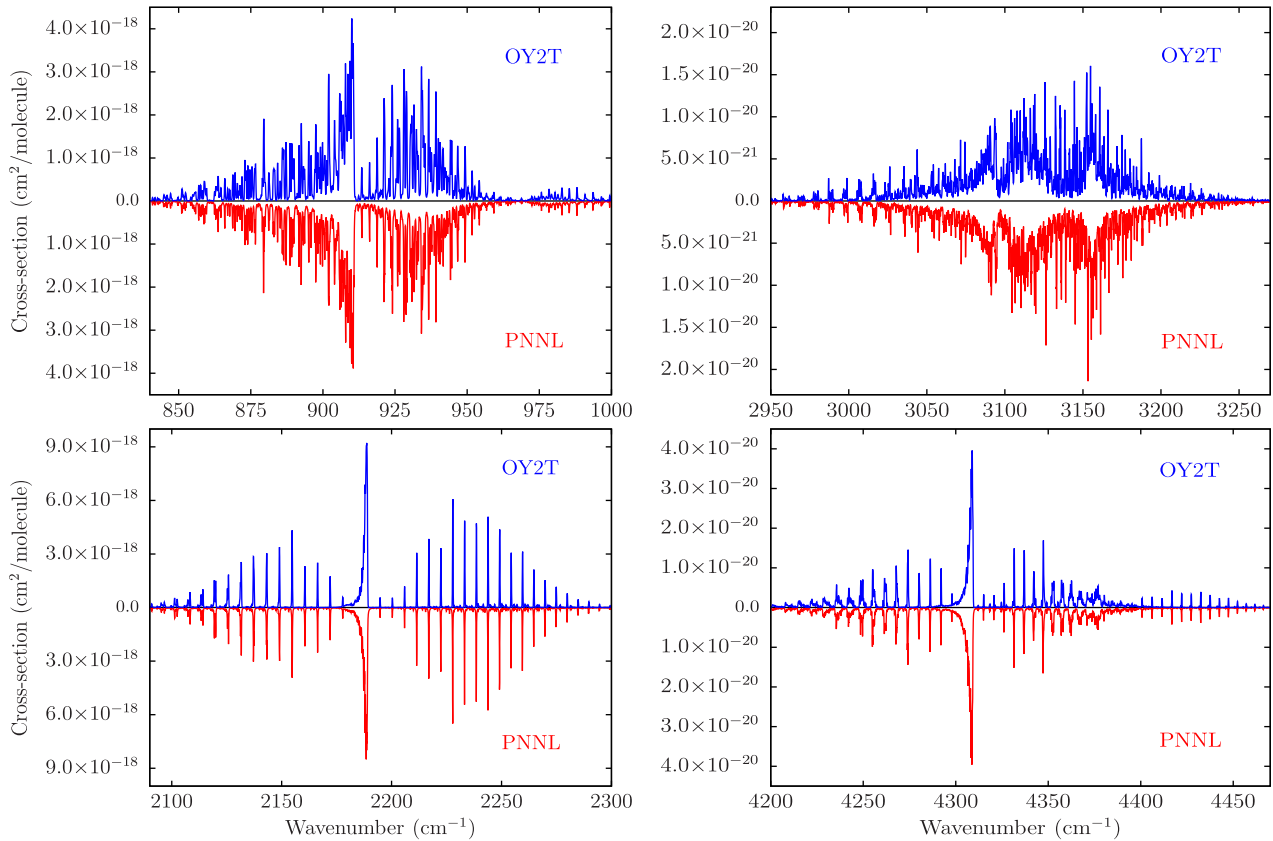 Cross-section (cm²/molecule)
4.0×10⁻¹⁸
3.0×10⁻¹⁸
2.0×10⁻¹⁸
1.0×10⁻¹⁸
0.0
1.0×10⁻¹⁸
2.0×10⁻¹⁸
3.0×10⁻¹⁸
4.0×10⁻¹⁸
OY2T
PNNL
850 875 900 925 950 975 1000
2.0×10⁻²⁰
1.5×10⁻²⁰
1.0×10⁻²⁰
5.0×10⁻²¹
0.0
5.0×10⁻²¹
1.0×10⁻²⁰
1.5×10⁻²⁰
2.0×10⁻²⁰
OY2T
PNNL
2950 3000 3050 3100 3150 3200 3250
Cross-section (cm²/molecule)
9.0×10⁻¹⁸
6.0×10⁻¹⁸
3.0×10⁻¹⁸
0.0
3.0×10⁻¹⁸
6.0×10⁻¹⁸
9.0×10⁻¹⁸
OY2T
PNNL
2100 2150 2200 2250 2300
Wavenumber (cm⁻¹)
4.0×10⁻²⁰
3.0×10⁻²⁰
2.0×10⁻²⁰
1.0×10⁻²⁰
0.0
1.0×10⁻²⁰
2.0×10⁻²⁰
3.0×10⁻²⁰
4.0×10⁻²⁰
OY2T
PNNL
4200 4250 4300 4350 4400 4450
Wavenumber (cm⁻¹)